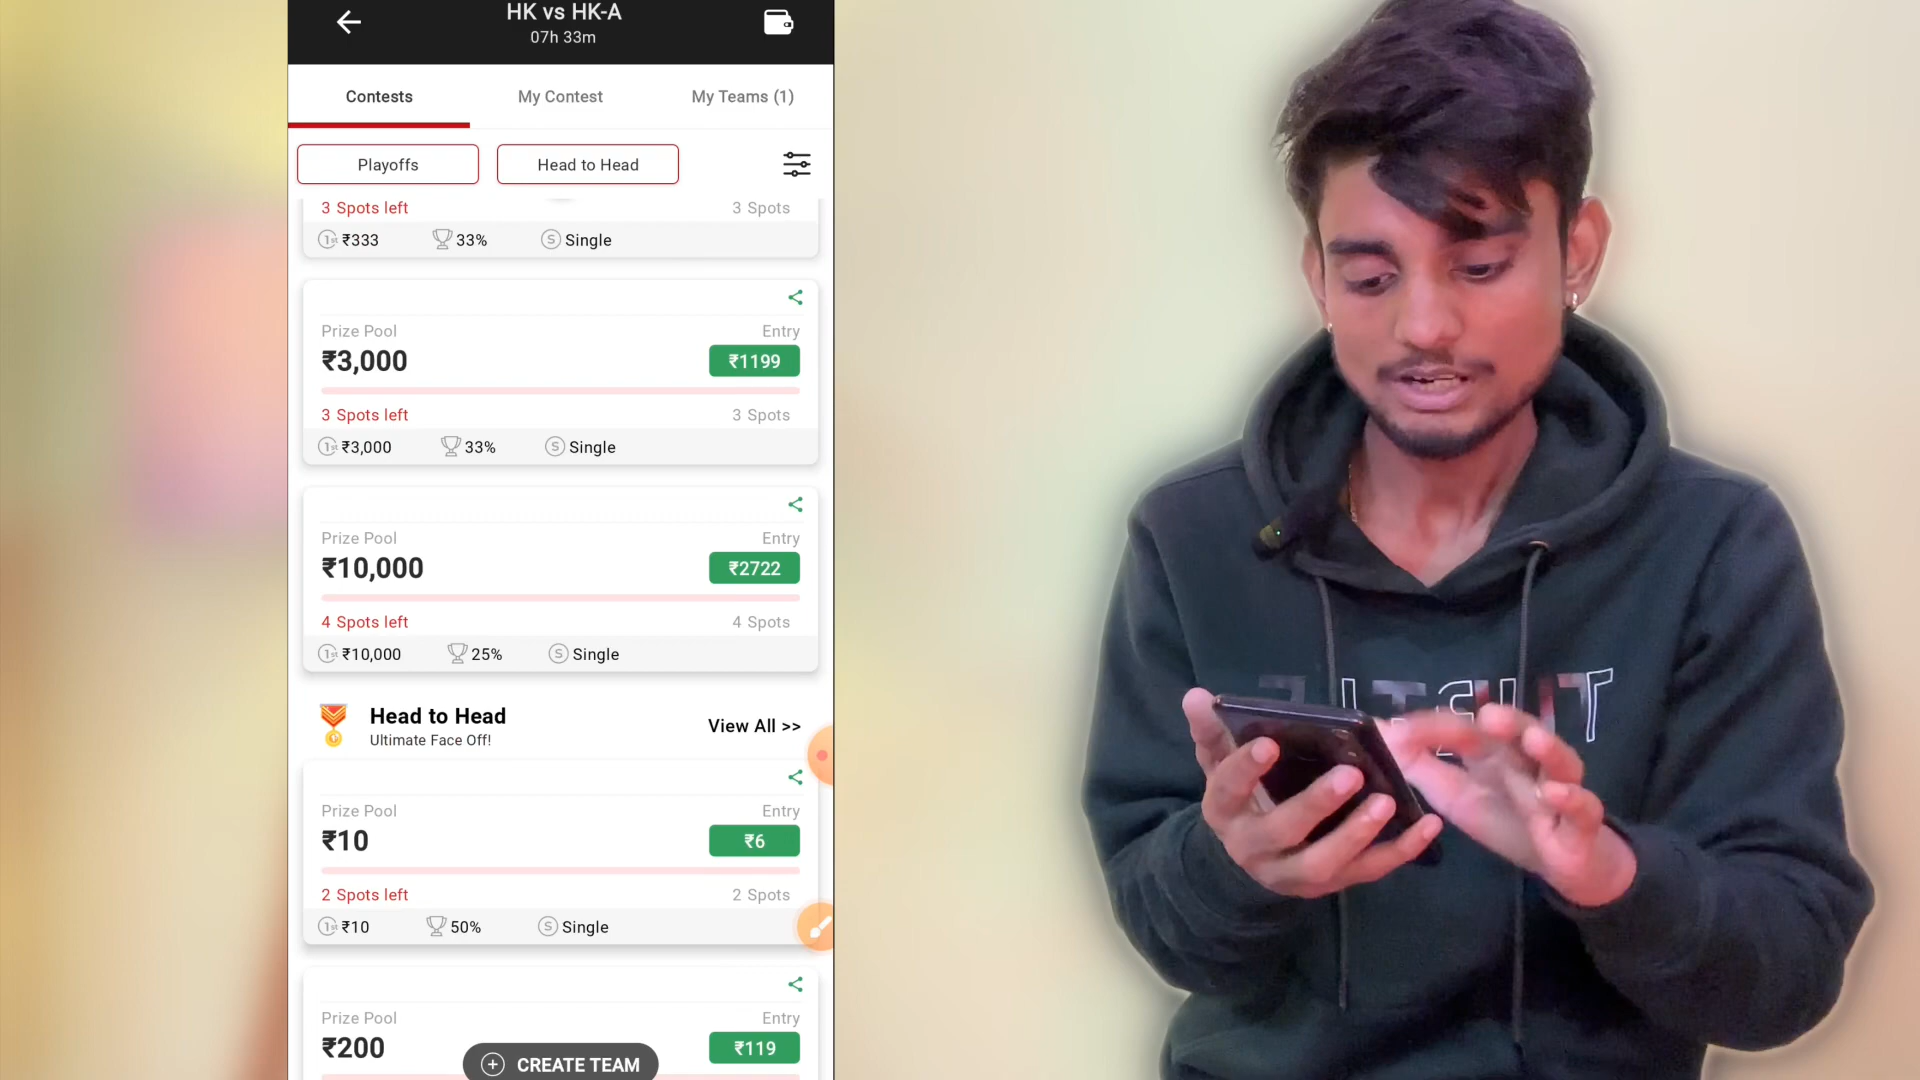 HK vs HK-A
07h 33m
Contests
My Contest
My Teams (1)
Playoffs
Head to Head
3 Spots left
3 Spots
1st ₹333
33%
S Single
Prize Pool
Entry
₹3,000
₹1199
3 Spots left
3 Spots
1st ₹3,000
33%
S Single
Prize Pool
Entry
₹10,000
₹2722
4 Spots left
4 Spots
1st ₹10,000
25%
S Single
Head to Head
View All >>
Ultimate Face Off!
Prize Pool
Entry
₹10
₹6
2 Spots left
2 Spots
1st ₹10
50%
S Single
Prize Pool
Entry
₹200
₹119
CREATE TEAM